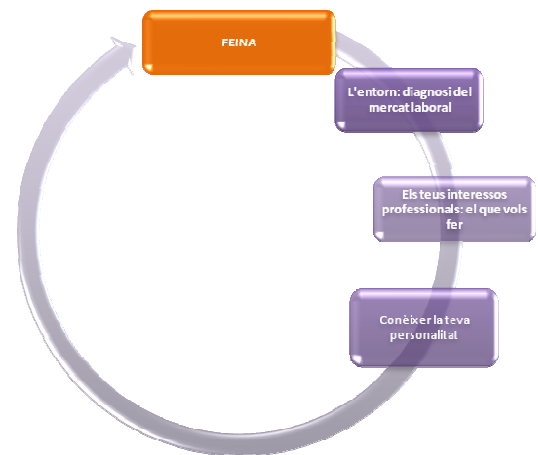 FEINA
L'entorn: diagnosi del
mercat laboral
Els teus interessos
professionals: el que vols
fer
Conèixer la teva
personalitat